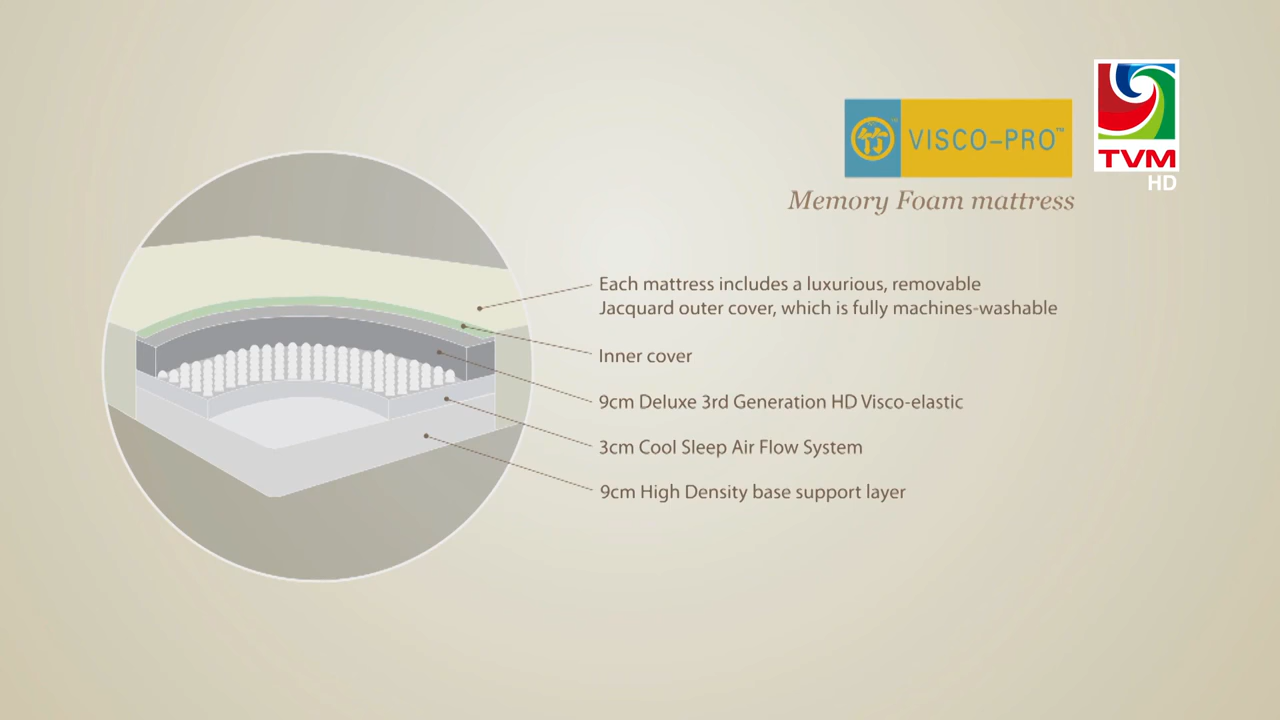 竹 VISCO-PRO™
TVM
HD
Memory Foam mattress
Each mattress includes a luxurious, removable
Jacquard outer cover, which is fully machines-washable
Inner cover
9cm Deluxe 3rd Generation HD Visco-elastic
3cm Cool Sleep Air Flow System
9cm High Density base support layer